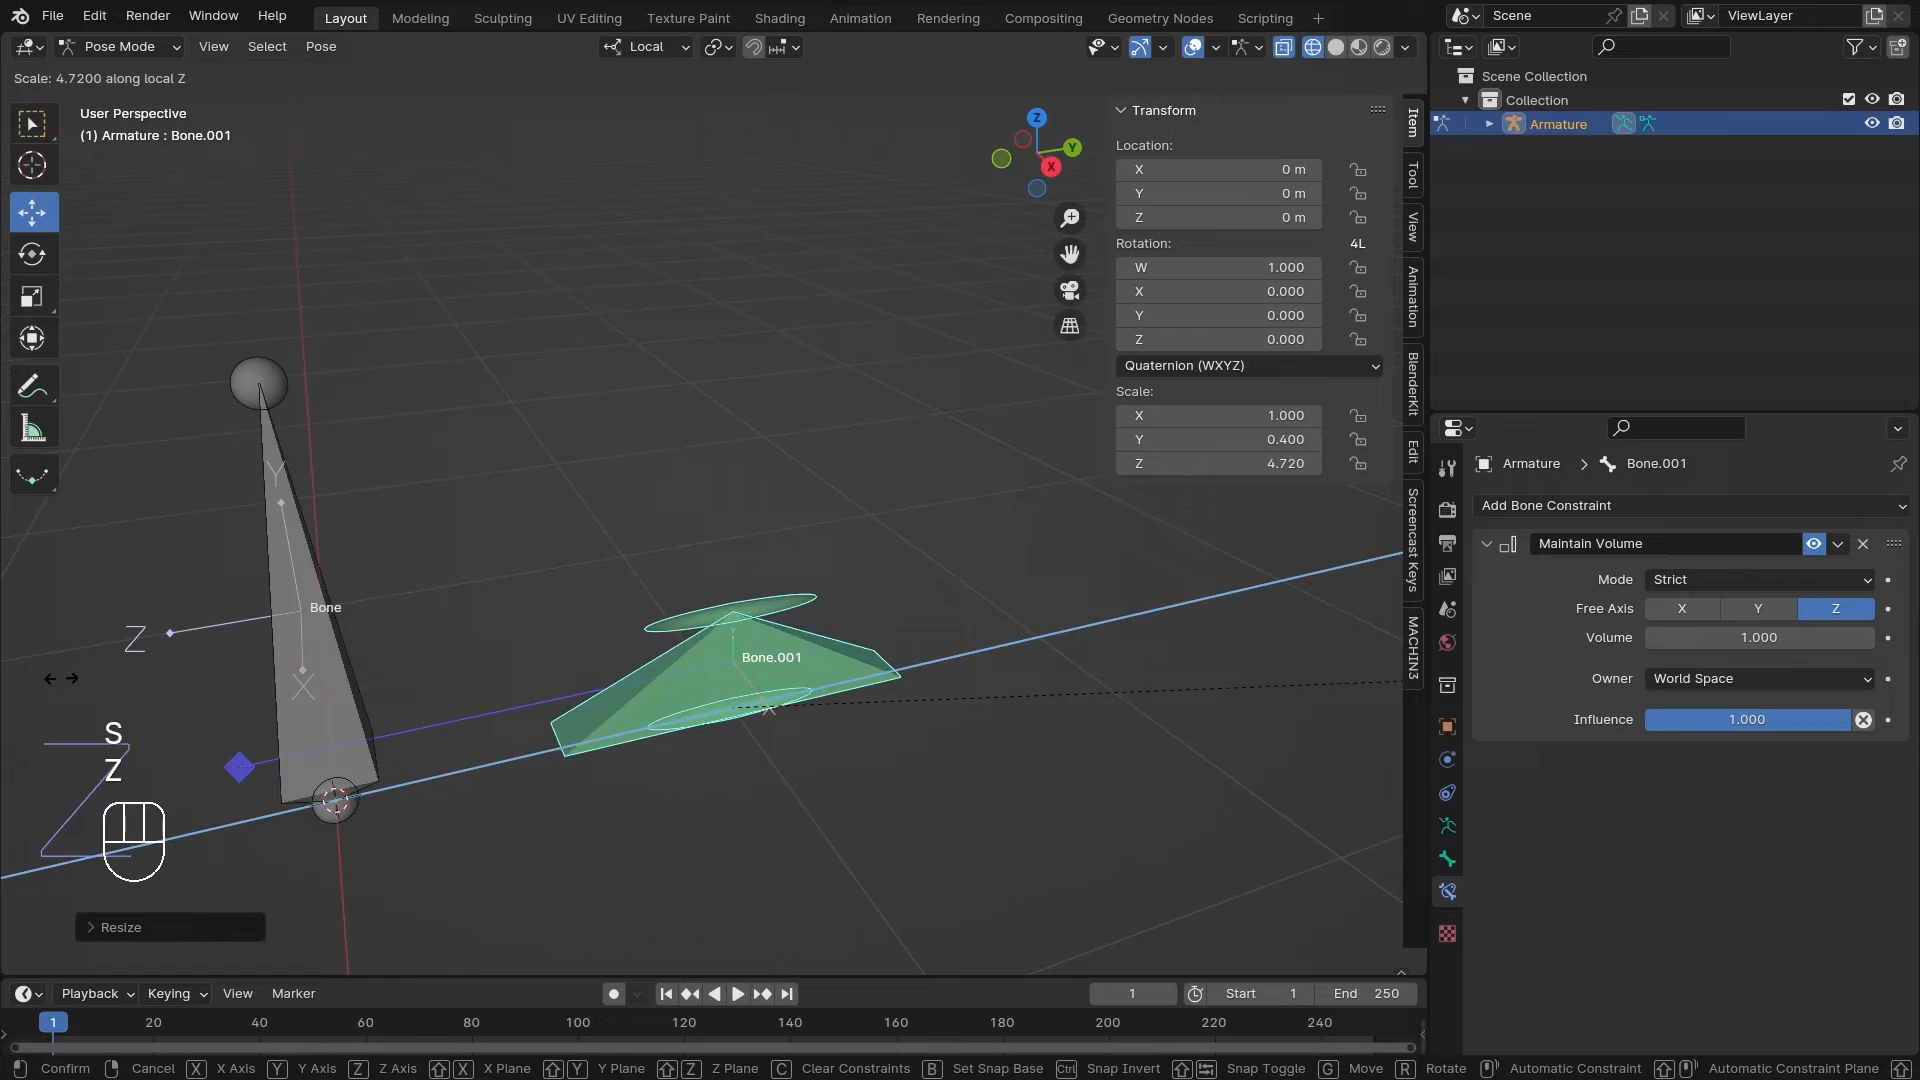 File Edit Render Window Help Layout Modeling Sculpting UV Editing Texture Paint Shading Animation Rendering Compositing Geometry Nodes Scripting + Scene ViewLayer
Pose Mode View Select Pose Local
Scale: 4.7200 along local Z
User Perspective
(1) Armature : Bone.001
Z
Y
X
Transform
Location:
X 0 m
Y 0 m
Z 0 m
Rotation: 4L
W 1.000
X 0.000
Y 0.000
Z 0.000
Quaternion (WXYZ)
Scale:
X 1.000
Y 0.400
Z 4.720
Item
Tool
View
Animation
BlenderKit
Edit
Screencast Keys
MACHIN3
Y
Bone
Z
X
Bone.001
X
S
Z
Resize
Scene Collection
Collection
Armature
Armature > Bone.001
Add Bone Constraint
Maintain Volume
Mode Strict
Free Axis X Y Z
Volume 1.000
Owner World Space
Influence 1.000
Playback Keying View Marker 1 Start 1 End 250
1 20 40 60 80 100 120 140 160 180 200 220 240
Confirm Cancel X X Axis Y Y Axis Z Z Axis X X Plane Y Y Plane Z Z Plane C Clear Constraints B Set Snap Base Ctrl Snap Invert Snap Toggle G Move R Rotate Automatic Constraint Automatic Constraint Plane